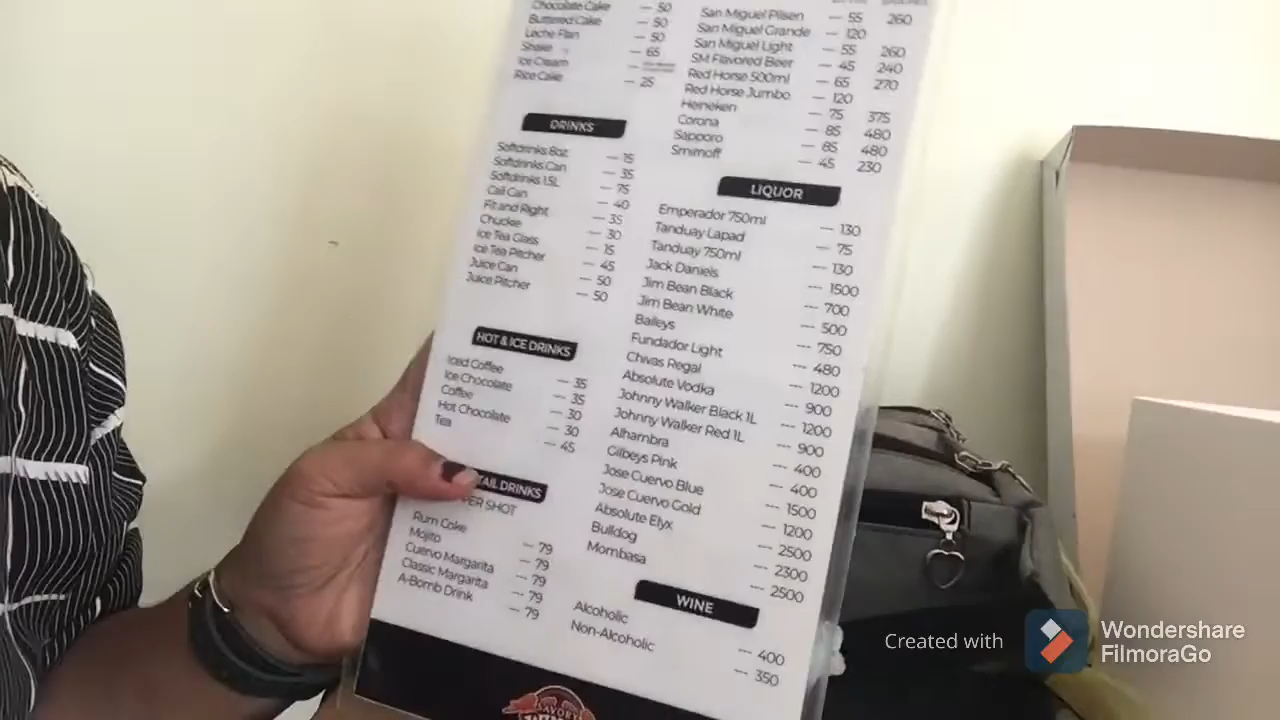 Chocolate Cake --- 50
Buttered Cake --- 50
Lache Flan --- 50
Shake --- 65
Ice Cream
Rice Cake --- 25
DRINKS
Softdrinks 8oz --- 15
Softdrinks Can --- 35
Softdrinks 1.5L --- 75
Cali Can --- 40
Fit and Right --- 35
Chuckie --- 30
Ice Tea Glass --- 15
Ice Tea Pitcher --- 45
Juice Can --- 50
Juice Pitcher --- 50
HOT & ICE DRINKS
Iced Coffee --- 35
Ice Chocolate --- 35
Coffee --- 30
Hot Chocolate --- 30
Tea --- 45
TAIL DRINKS
PER SHOT
Rum Coke --- 79
Mojito --- 79
Cuervo Margarita --- 79
Classic Margarita --- 79
A-Bomb Drink --- 79
San Miguel Pilsen --- 55 260
San Miguel Grande --- 120
San Miguel Light --- 55 260
SM Flavored Beer --- 45 240
Red Horse 500ml --- 65 270
Red Horse Jumbo --- 120
Heineken --- 75 375
Corona --- 85 480
Sapporo --- 85 480
Smirnoff --- 45 230
LIQUOR
Emperador 750ml --- 130
Tanduay Lapad --- 75
Tanduay 750ml --- 130
Jack Daniels --- 1500
Jim Bean Black --- 700
Jim Bean White --- 500
Baileys --- 750
Fundador Light --- 480
Chivas Regal --- 1200
Absolute Vodka --- 900
Johnny Walker Black 1L --- 1200
Johnny Walker Red 1L --- 900
Alhambra --- 400
Gilbeys Pink --- 400
Jose Cuervo Blue --- 1500
Jose Cuervo Gold --- 1200
Absolute Elyx --- 2500
Bulldog --- 2300
Mombasa --- 2500
WINE
Alcoholic --- 400
Non-Alcoholic --- 350
SAVORY
Created with Wondershare FilmoraGo